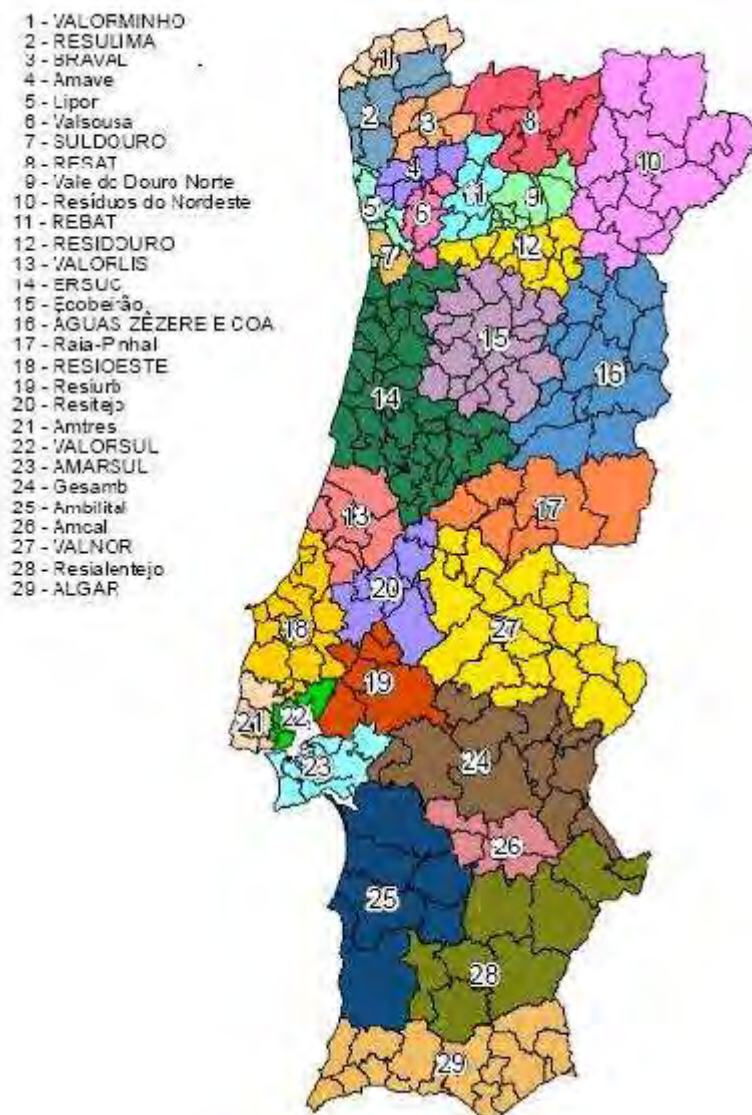 1 - VALORMINHO
2 - RESULIMA
3 - BRAVAL
4 - Amave
5 - Lipor
6 - Valsousa
7 - SULDOURO
8 - RESAT
9 - Vale do Douro Norte
10 - Resíduos do Nordeste
11 - REBAT
12 - RESIDOURO
13 - VALORLIS
14 - ERSUC
15 - Ecobeirão
16 - ÁGUAS ZÊZERE E COA
17 - Raia-Pinhal
18 - RESIOESTE
19 - Resiurb
20 - Resitejo
21 - Amtres
22 - VALORSUL
23 - AMARSUL
24 - Gesamb
25 - Ambilital
26 - Amcal
27 - VALNOR
28 - Resialentejo
29 - ALGAR
1
2
3
8
10
4
11
5
6
9
7
12
15
16
14
13
17
20
18
27
19
21
22
23
24
26
25
28
29